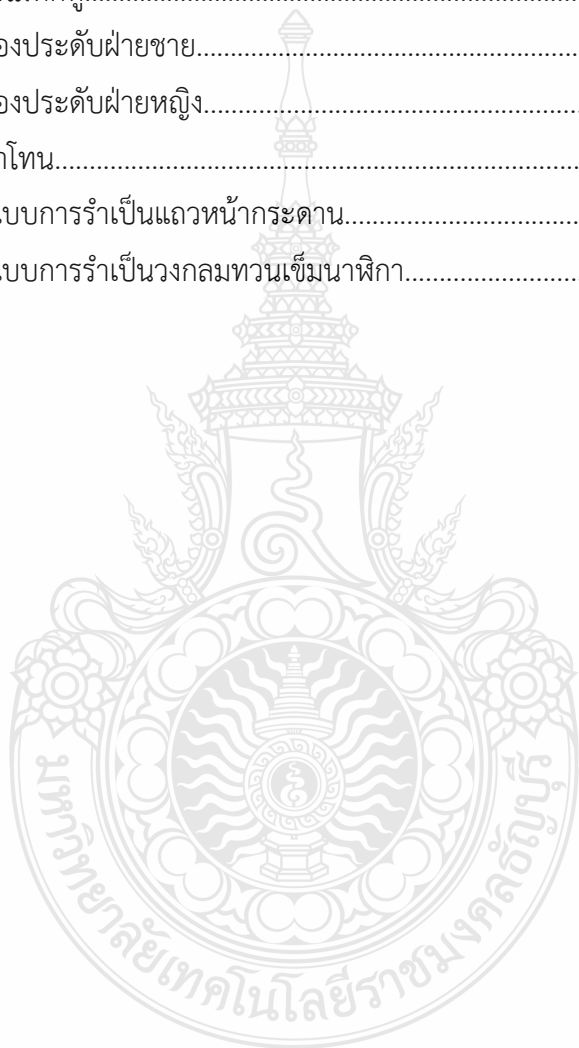 องประดับฝ่ายชาย
องประดับฝ่ายหญิง
าโทน
แบบการรำเป็นแถวหน้ากระดาน
แบบการรำเป็นวงกลมทวนเข็มนาฬิกา
มหาวิทยาลัยเทคโนโลยีราชมงคลธัญบุรี